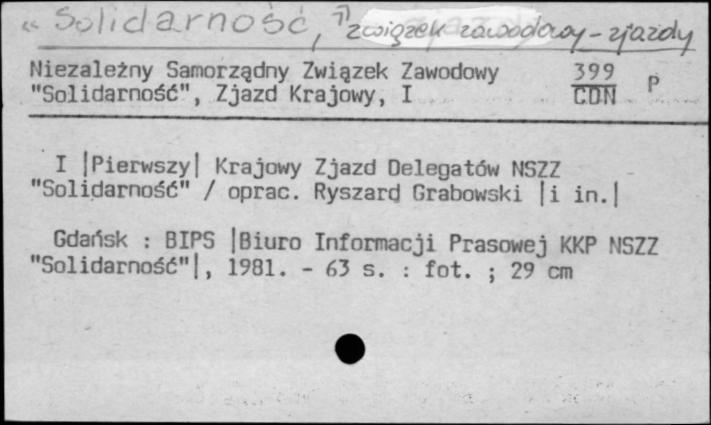 "Solidarność," związek zawodowy - zjazdy
Niezależny Samorządny Związek Zawodowy
"Solidarność", Zjazd Krajowy, I
399
CDN
P
I |Pierwszy| Krajowy Zjazd Delegatów NSZZ
"Solidarność" / oprac. Ryszard Grabowski |i in.|
Gdańsk : BIPS |Biuro Informacji Prasowej KKP NSZZ
"Solidarność"|, 1981. - 63 s. : fot. ; 29 cm